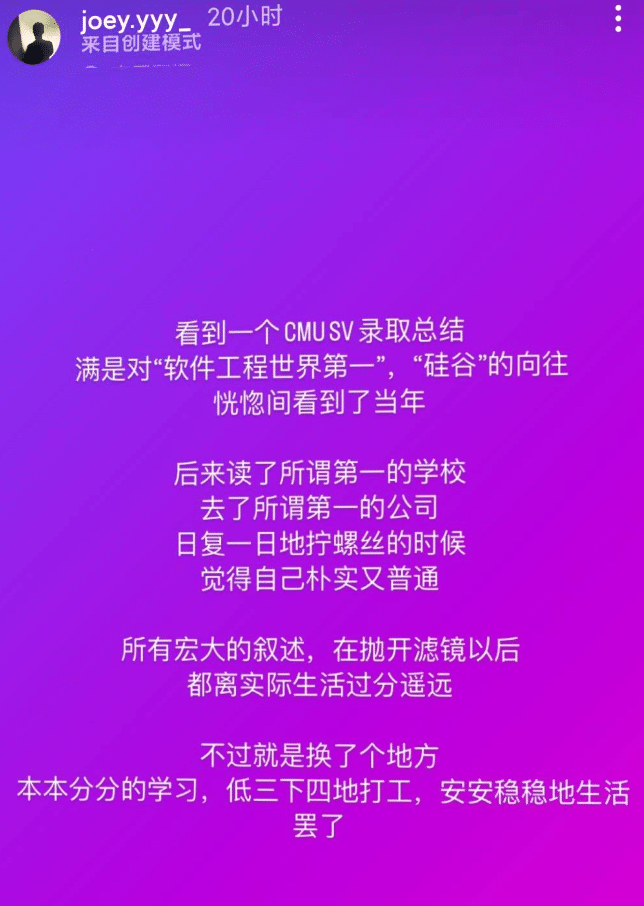 joey.yyy_ 20小时
来自创建模式
看到一个 CMU SV 录取总结
满是对“软件工程世界第一”，“硅谷”的向往
恍惚间看到了当年
后来读了所谓第一的学校
去了所谓第一的公司
日复一日地拧螺丝的时候
觉得自己朴实又普通
所有宏大的叙述，在抛开滤镜以后
都离实际生活过分遥远
不过就是换了个地方
本本分分的学习，低三下四地打工，安安稳稳地生活
罢了